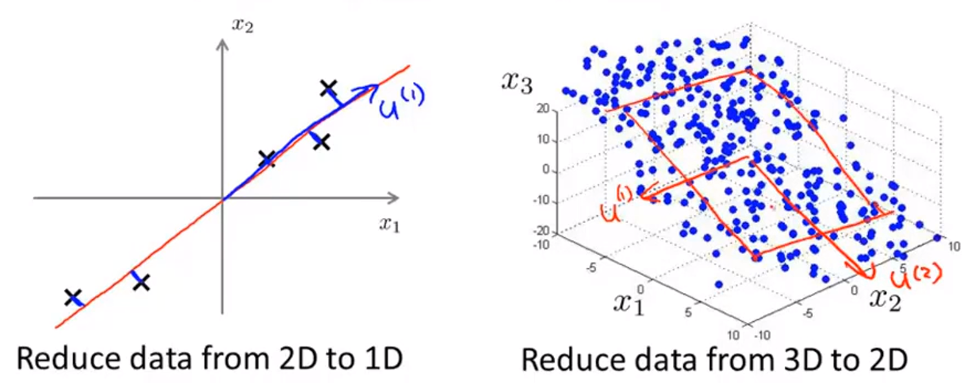 x₂
u⁽¹⁾
x₁
Reduce data from 2D to 1D
x₃
20
10
0
-10
-20
-10
-5
0
5
10
x₁
-10
-5
0
5
10
x₂
u⁽¹⁾
u⁽²⁾
Reduce data from 3D to 2D